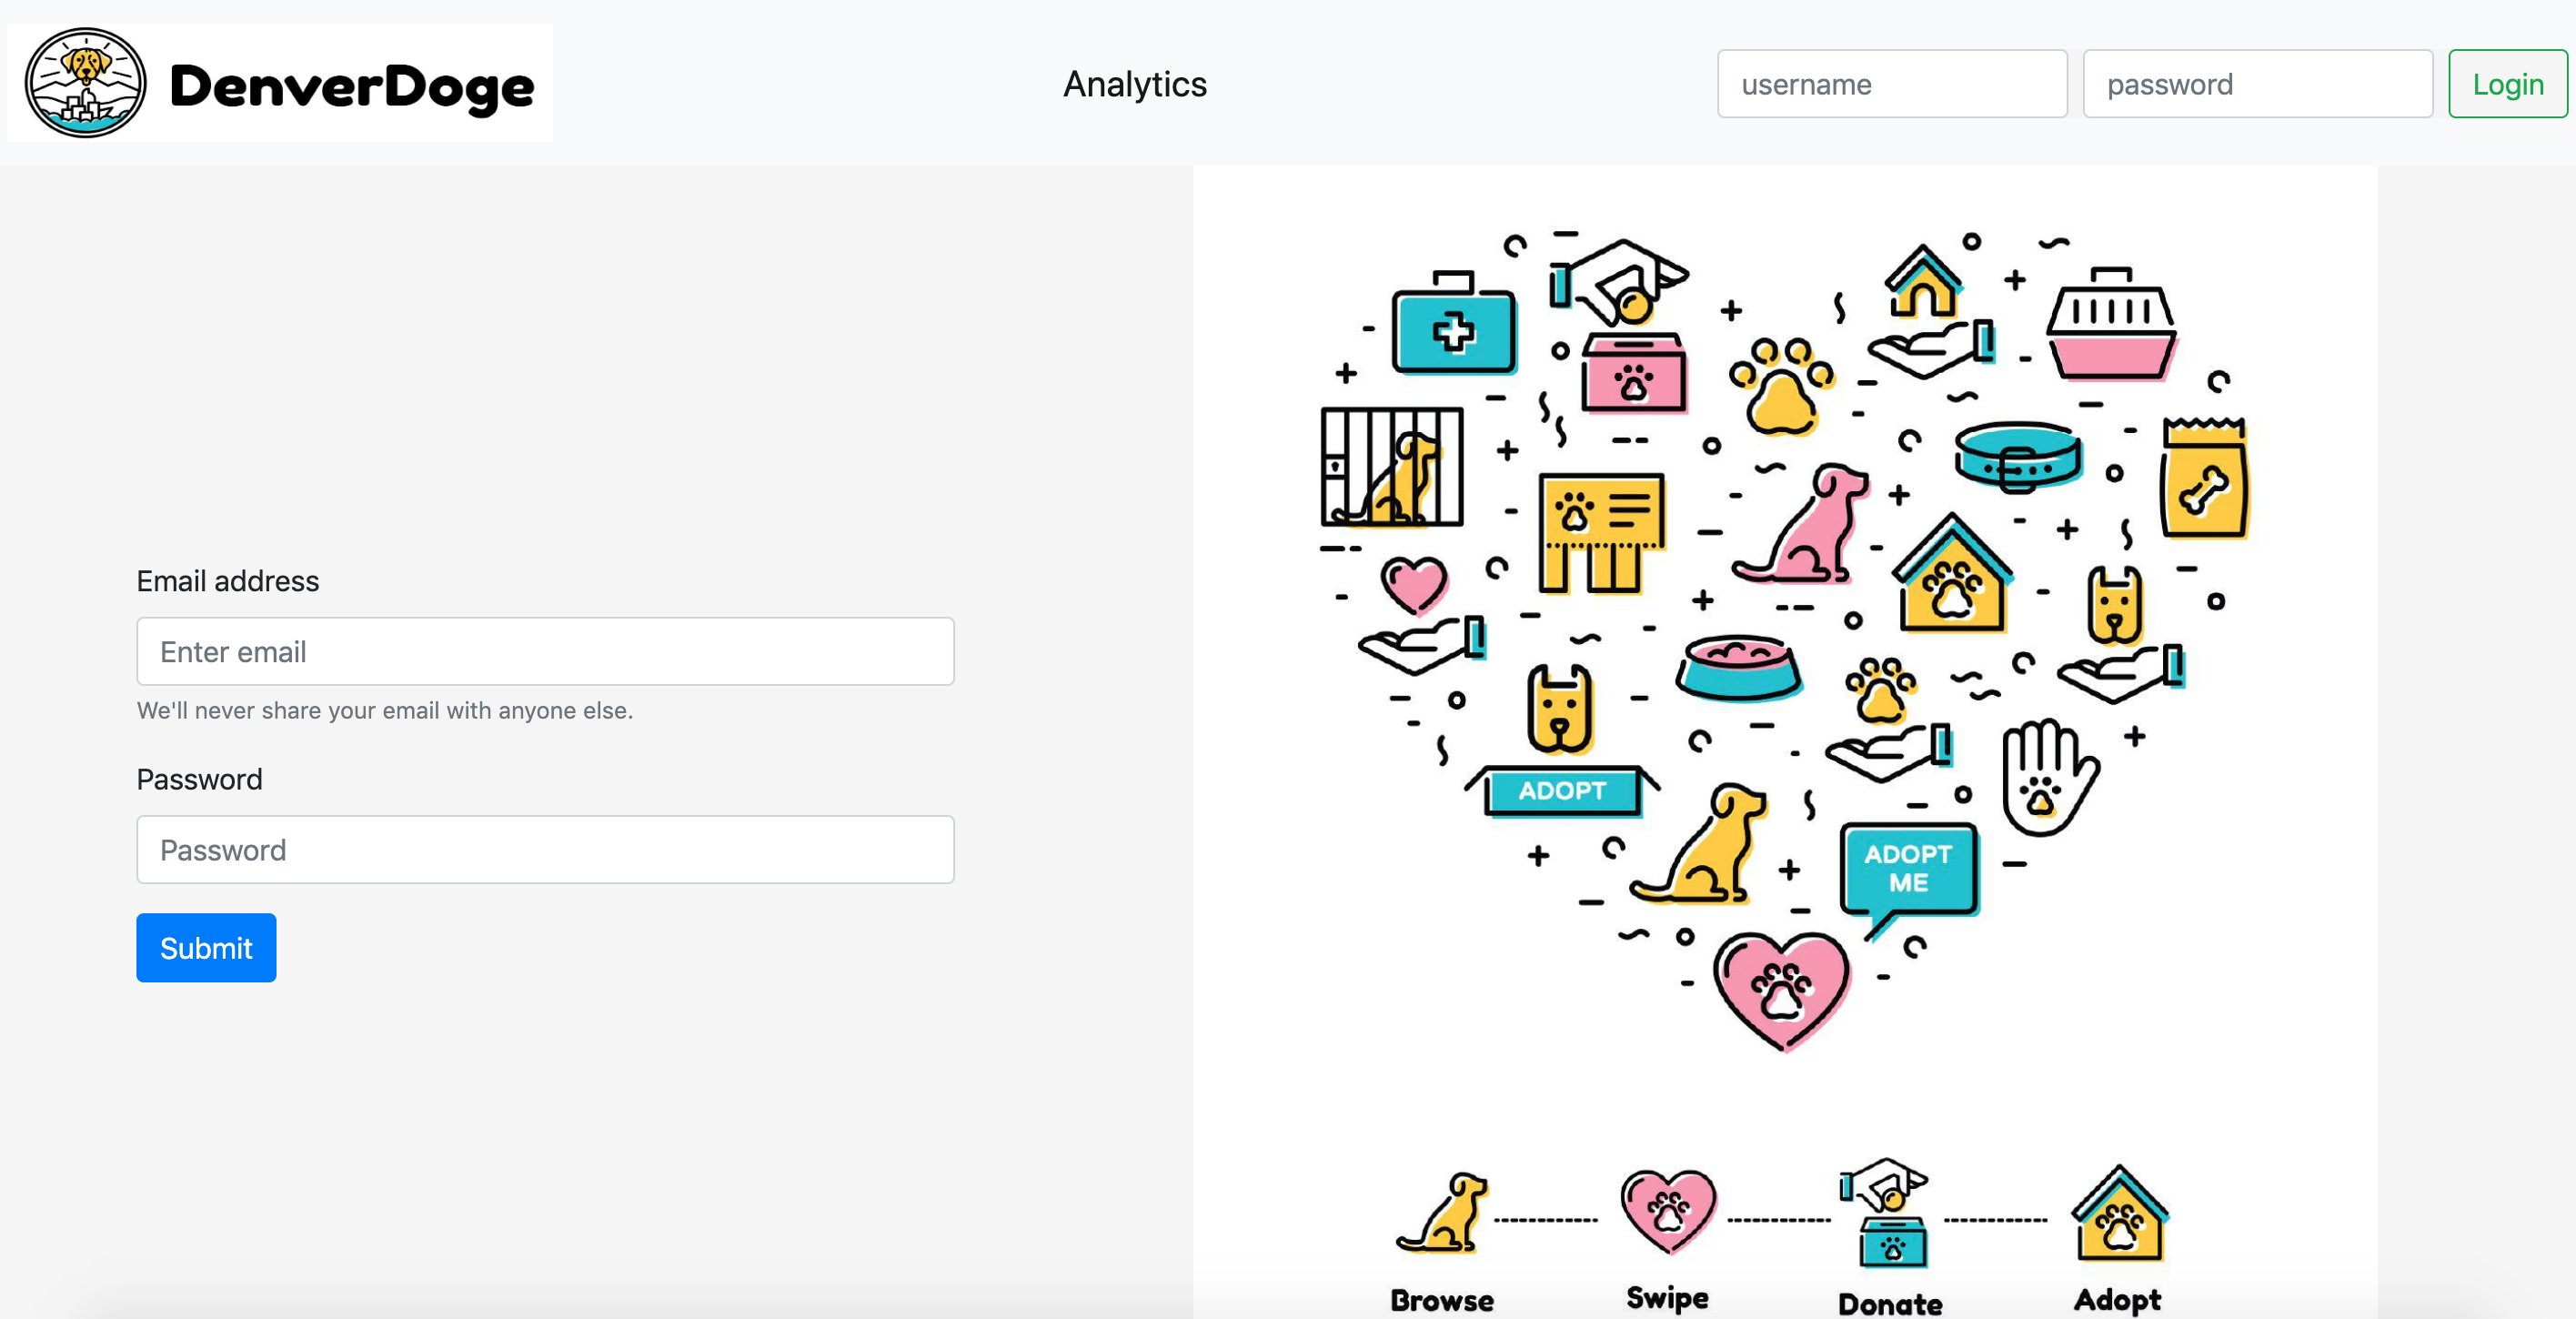 DenverDoge
Analytics
username
password
Login
Email address
Enter email
We'll never share your email with anyone else.
Password
Password
Submit
ADOPT
ADOPT
ME
Browse
Swipe
Donate
Adopt